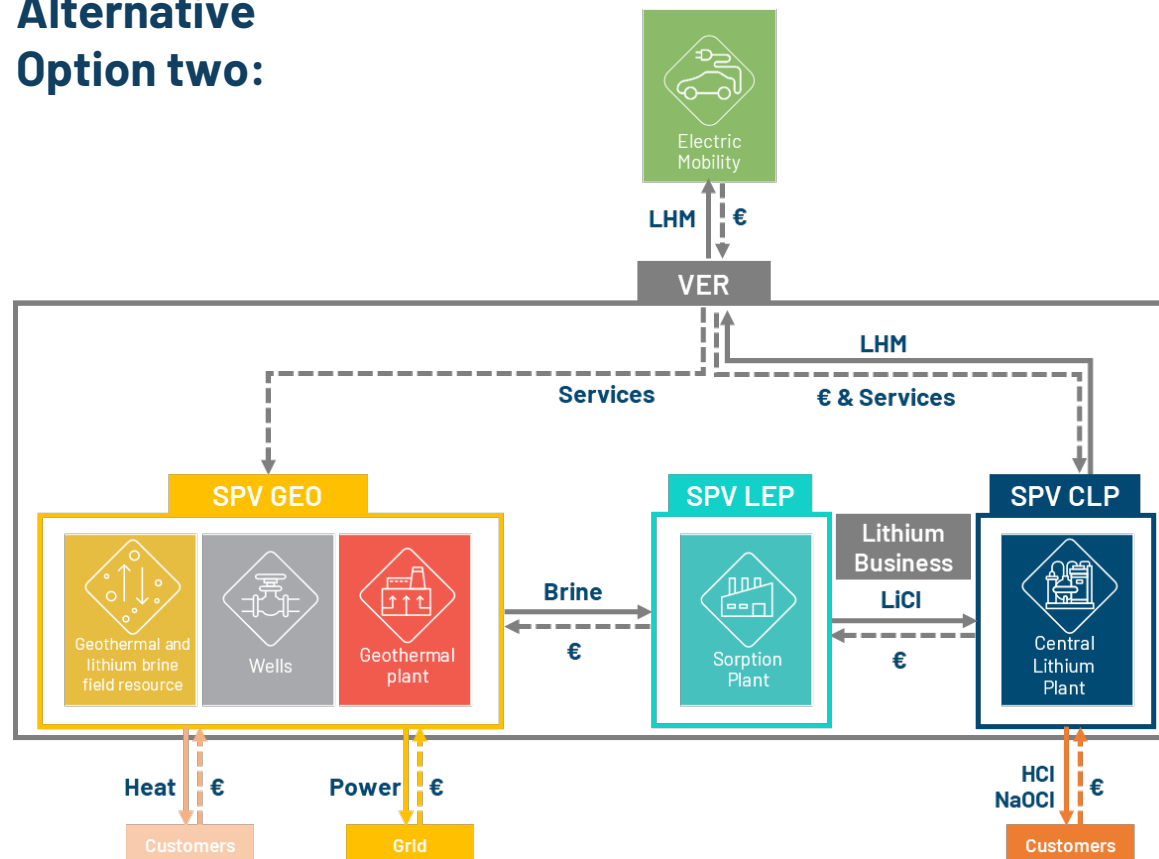 Alternative
Option two:
Electric
Mobility
LHM
€
VER
LHM
Services
€ & Services
SPV GEO
SPV LEP
SPV CLP
Geothermal and
lithium brine
field resource
Wells
Geothermal
plant
Brine
€
Sorption
Plant
Lithium
Business
LiCl
€
Central
Lithium
Plant
Heat
€
Power
€
HCl
NaOCl
€
Customers
Grid
Customers